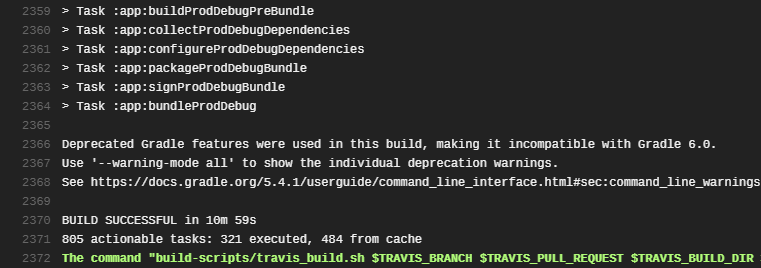 2359 > Task :app:buildProdDebugPreBundle
2360 > Task :app:collectProdDebugDependencies
2361 > Task :app:configureProdDebugDependencies
2362 > Task :app:packageProdDebugBundle
2363 > Task :app:signProdDebugBundle
2364 > Task :app:bundleProdDebug
2365
2366 Deprecated Gradle features were used in this build, making it incompatible with Gradle 6.0.
2367 Use '--warning-mode all' to show the individual deprecation warnings.
2368 See https://docs.gradle.org/5.4.1/userguide/command_line_interface.html#sec:command_line_warnings
2369
2370 BUILD SUCCESSFUL in 10m 59s
2371 805 actionable tasks: 321 executed, 484 from cache
2372 The command "build-scripts/travis_build.sh $TRAVIS_BRANCH $TRAVIS_PULL_REQUEST $TRAVIS_BUILD_DIR